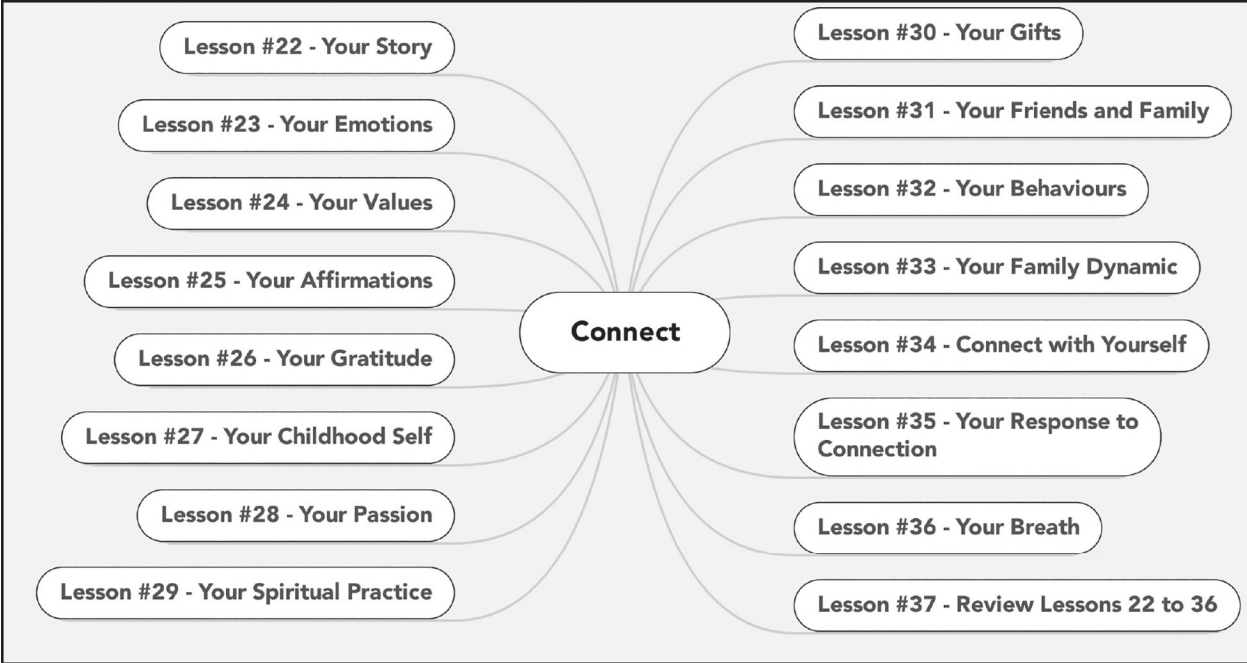 Lesson #22 - Your Story
Lesson #23 - Your Emotions
Lesson #24 - Your Values
Lesson #25 - Your Affirmations
Lesson #26 - Your Gratitude
Lesson #27 - Your Childhood Self
Lesson #28 - Your Passion
Lesson #29 - Your Spiritual Practice
Connect
Lesson #30 - Your Gifts
Lesson #31 - Your Friends and Family
Lesson #32 - Your Behaviours
Lesson #33 - Your Family Dynamic
Lesson #34 - Connect with Yourself
Lesson #35 - Your Response to
Connection
Lesson #36 - Your Breath
Lesson #37 - Review Lessons 22 to 36